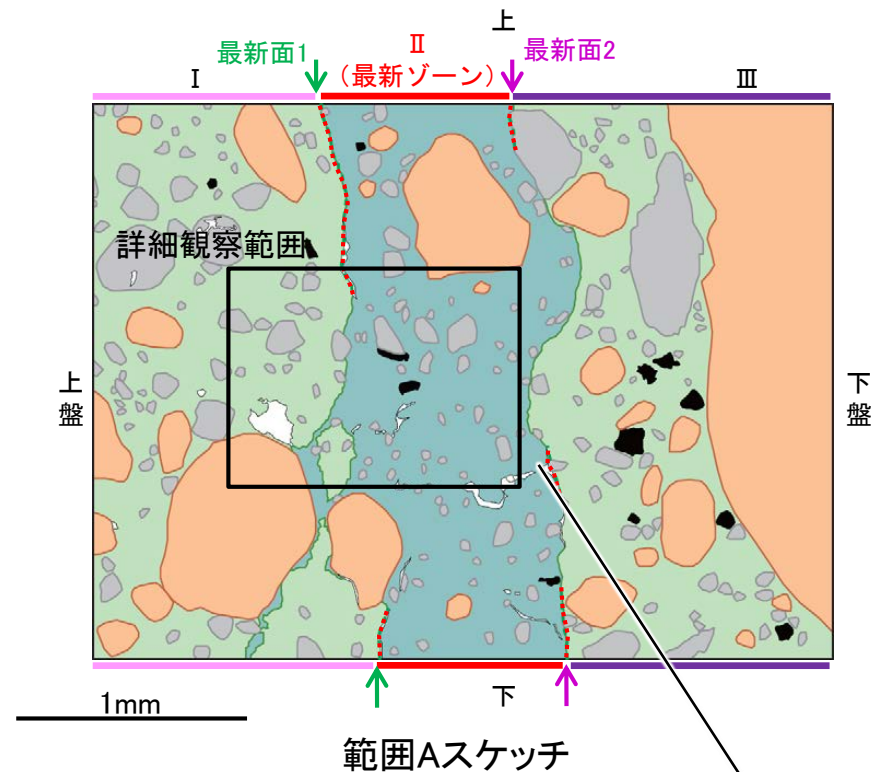 上
最新面1
Ⅱ
(最新ゾーン)
最新面2
Ⅰ
Ⅲ
詳細観察範囲
上盤
下盤
下
1mm
範囲Aスケッチ